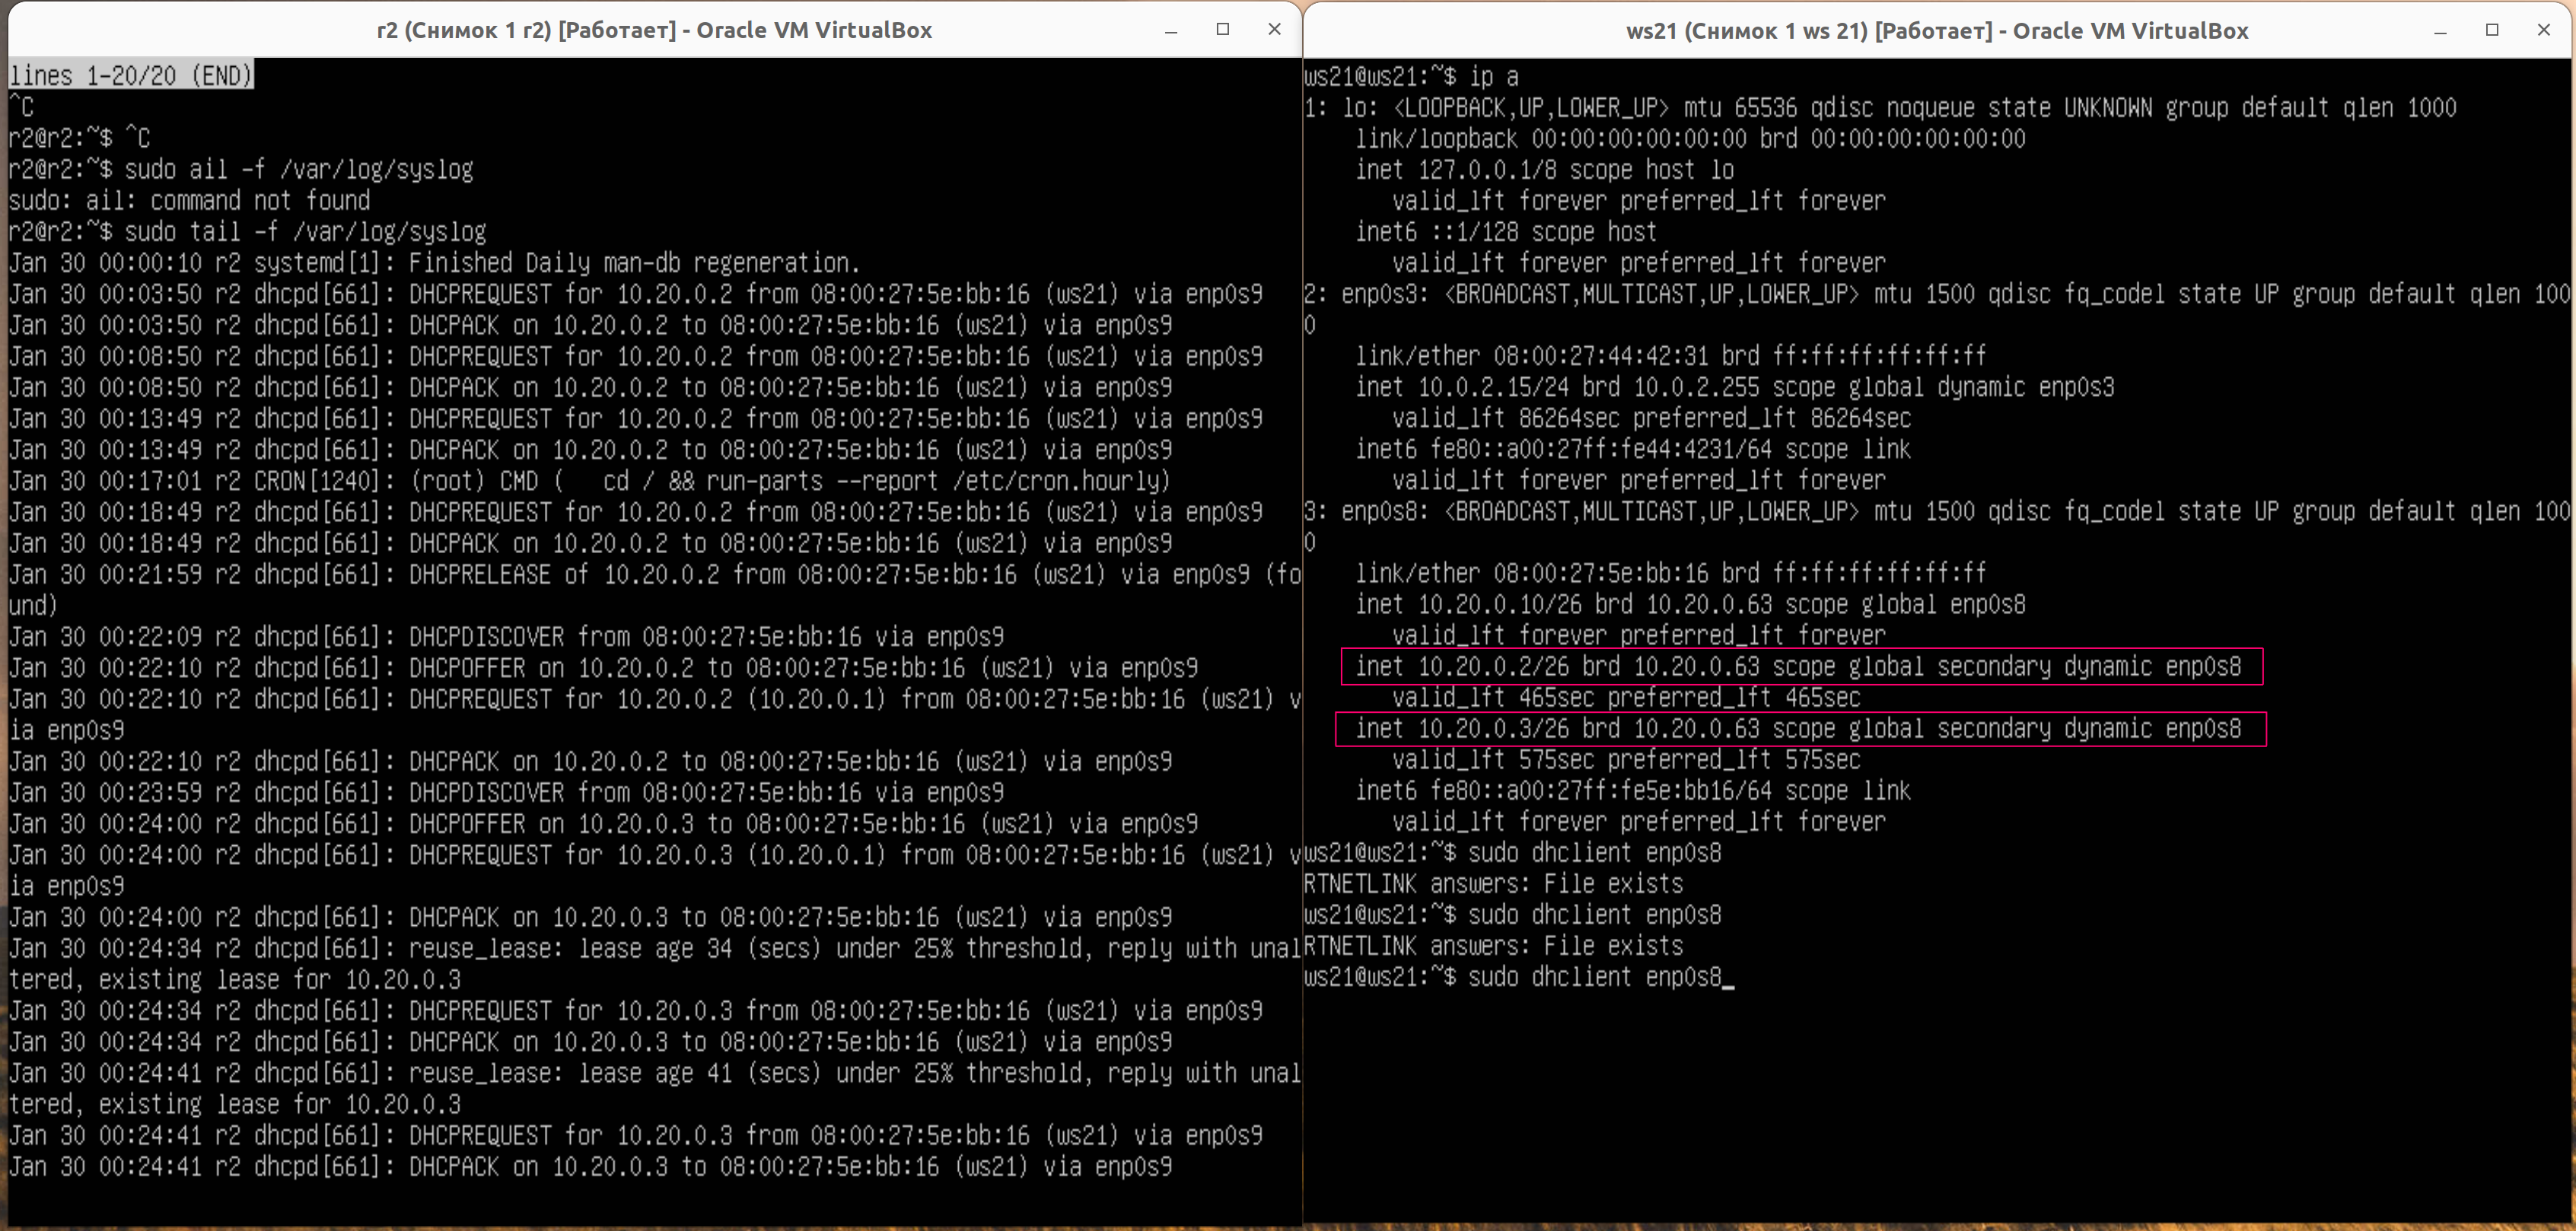 r2 (Снимок 1 r2) [Работает] - Oracle VM VirtualBox
lines 1-20/20 (END)
^C
r2@r2:~$ ^C
r2@r2:~$ sudo ail -f /var/log/syslog
sudo: ail: command not found
r2@r2:~$ sudo tail -f /var/log/syslog
Jan 30 00:00:10 r2 systemd[1]: Finished Daily man-db regeneration.
Jan 30 00:03:50 r2 dhcpd[661]: DHCPREQUEST for 10.20.0.2 from 08:00:27:5e:bb:16 (ws21) via enp0s9
Jan 30 00:03:50 r2 dhcpd[661]: DHCPACK on 10.20.0.2 to 08:00:27:5e:bb:16 (ws21) via enp0s9
Jan 30 00:08:50 r2 dhcpd[661]: DHCPREQUEST for 10.20.0.2 from 08:00:27:5e:bb:16 (ws21) via enp0s9
Jan 30 00:08:50 r2 dhcpd[661]: DHCPACK on 10.20.0.2 to 08:00:27:5e:bb:16 (ws21) via enp0s9
Jan 30 00:13:49 r2 dhcpd[661]: DHCPREQUEST for 10.20.0.2 from 08:00:27:5e:bb:16 (ws21) via enp0s9
Jan 30 00:13:49 r2 dhcpd[661]: DHCPACK on 10.20.0.2 to 08:00:27:5e:bb:16 (ws21) via enp0s9
Jan 30 00:17:01 r2 CRON[1240]: (root) CMD (   cd / && run-parts --report /etc/cron.hourly)
Jan 30 00:18:49 r2 dhcpd[661]: DHCPREQUEST for 10.20.0.2 from 08:00:27:5e:bb:16 (ws21) via enp0s9
Jan 30 00:18:49 r2 dhcpd[661]: DHCPACK on 10.20.0.2 to 08:00:27:5e:bb:16 (ws21) via enp0s9
Jan 30 00:21:59 r2 dhcpd[661]: DHCPRELEASE of 10.20.0.2 from 08:00:27:5e:bb:16 (ws21) via enp0s9 (fo
und)
Jan 30 00:22:09 r2 dhcpd[661]: DHCPDISCOVER from 08:00:27:5e:bb:16 via enp0s9
Jan 30 00:22:10 r2 dhcpd[661]: DHCPOFFER on 10.20.0.2 to 08:00:27:5e:bb:16 (ws21) via enp0s9
Jan 30 00:22:10 r2 dhcpd[661]: DHCPREQUEST for 10.20.0.2 (10.20.0.1) from 08:00:27:5e:bb:16 (ws21) v
ia enp0s9
Jan 30 00:22:10 r2 dhcpd[661]: DHCPACK on 10.20.0.2 to 08:00:27:5e:bb:16 (ws21) via enp0s9
Jan 30 00:23:59 r2 dhcpd[661]: DHCPDISCOVER from 08:00:27:5e:bb:16 via enp0s9
Jan 30 00:24:00 r2 dhcpd[661]: DHCPOFFER on 10.20.0.3 to 08:00:27:5e:bb:16 (ws21) via enp0s9
Jan 30 00:24:00 r2 dhcpd[661]: DHCPREQUEST for 10.20.0.3 (10.20.0.1) from 08:00:27:5e:bb:16 (ws21) v
ia enp0s9
Jan 30 00:24:00 r2 dhcpd[661]: DHCPACK on 10.20.0.3 to 08:00:27:5e:bb:16 (ws21) via enp0s9
Jan 30 00:24:34 r2 dhcpd[661]: reuse_lease: lease age 34 (secs) under 25% threshold, reply with unal
tered, existing lease for 10.20.0.3
Jan 30 00:24:34 r2 dhcpd[661]: DHCPREQUEST for 10.20.0.3 from 08:00:27:5e:bb:16 (ws21) via enp0s9
Jan 30 00:24:34 r2 dhcpd[661]: DHCPACK on 10.20.0.3 to 08:00:27:5e:bb:16 (ws21) via enp0s9
Jan 30 00:24:41 r2 dhcpd[661]: reuse_lease: lease age 41 (secs) under 25% threshold, reply with unal
tered, existing lease for 10.20.0.3
Jan 30 00:24:41 r2 dhcpd[661]: DHCPREQUEST for 10.20.0.3 from 08:00:27:5e:bb:16 (ws21) via enp0s9
Jan 30 00:24:41 r2 dhcpd[661]: DHCPACK on 10.20.0.3 to 08:00:27:5e:bb:16 (ws21) via enp0s9
ws21 (Снимок 1 ws 21) [Работает] - Oracle VM VirtualBox
ws21@ws21:~$ ip a
1: lo: <LOOPBACK,UP,LOWER_UP> mtu 65536 qdisc noqueue state UNKNOWN group default qlen 1000
link/loopback 00:00:00:00:00:00 brd 00:00:00:00:00:00
inet 127.0.0.1/8 scope host lo
valid_lft forever preferred_lft forever
inet6 ::1/128 scope host
valid_lft forever preferred_lft forever
2: enp0s3: <BROADCAST,MULTICAST,UP,LOWER_UP> mtu 1500 qdisc fq_codel state UP group default qlen 100
0
link/ether 08:00:27:44:42:31 brd ff:ff:ff:ff:ff:ff
inet 10.0.2.15/24 brd 10.0.2.255 scope global dynamic enp0s3
valid_lft 86264sec preferred_lft 86264sec
inet6 fe80::a00:27ff:fe44:4231/64 scope link
valid_lft forever preferred_lft forever
3: enp0s8: <BROADCAST,MULTICAST,UP,LOWER_UP> mtu 1500 qdisc fq_codel state UP group default qlen 100
0
link/ether 08:00:27:5e:bb:16 brd ff:ff:ff:ff:ff:ff
inet 10.20.0.10/26 brd 10.20.0.63 scope global enp0s8
valid_lft forever preferred_lft forever
inet 10.20.0.2/26 brd 10.20.0.63 scope global secondary dynamic enp0s8
valid_lft 465sec preferred_lft 465sec
inet 10.20.0.3/26 brd 10.20.0.63 scope global secondary dynamic enp0s8
valid_lft 575sec preferred_lft 575sec
inet6 fe80::a00:27ff:fe5e:bb16/64 scope link
valid_lft forever preferred_lft forever
ws21@ws21:~$ sudo dhclient enp0s8
RTNETLINK answers: File exists
ws21@ws21:~$ sudo dhclient enp0s8
RTNETLINK answers: File exists
ws21@ws21:~$ sudo dhclient enp0s8_